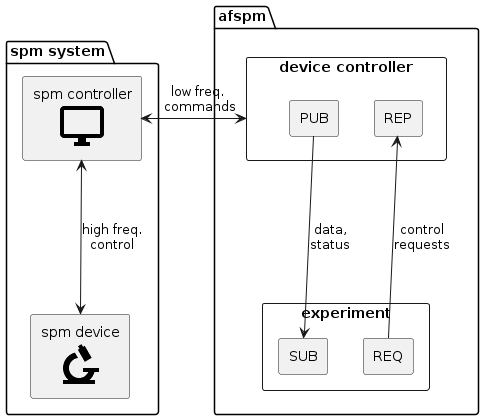 afspm
spm system
device controller
spm controller
low freq.
commands
PUB
REP
high freq.
control
data,
status
control
requests
experiment
spm device
SUB
REQ